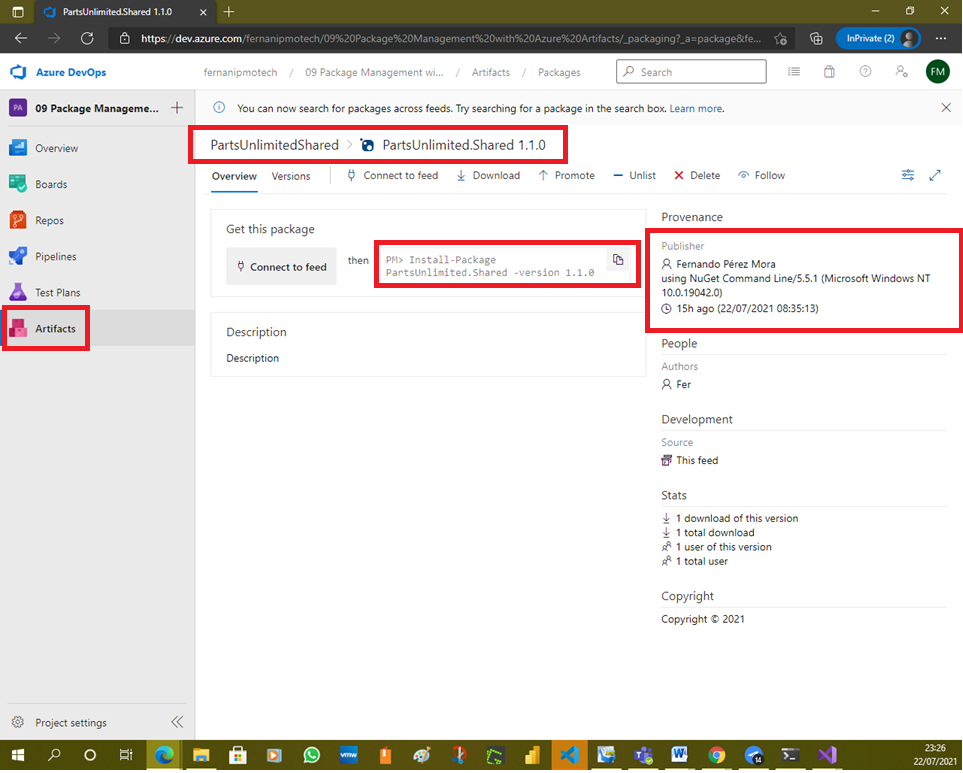 PartsUnlimited.Shared 1.1.0
https://dev.azure.com/fernanipmotech/09%20Package%20Management%20with%20Azure%20Artifacts/_packaging?_a=package&fe...
InPrivate (2)
Azure DevOps
fernanipmotech / 09 Package Management wi... / Artifacts / Packages
Search
FM
PA
09 Package Manageme...
You can now search for packages across feeds. Try searching for a package in the search box. Learn more.
PartsUnlimitedShared > PartsUnlimited.Shared 1.1.0
Overview
Versions
Connect to feed
Download
Promote
Unlist
Delete
Follow
Overview
Boards
Repos
Pipelines
Test Plans
Artifacts
Get this package
Connect to feed
then
PM> Install-Package
PartsUnlimited.Shared -version 1.1.0
Description
Description
Provenance
Publisher
Fernando Pérez Mora
using NuGet Command Line/5.5.1 (Microsoft Windows NT
10.0.19042.0)
15h ago (22/07/2021 08:35:13)
People
Authors
Fer
Development
Source
This feed
Stats
1 download of this version
1 total download
1 user of this version
1 total user
Copyright
Copyright © 2021
Project settings
vmw
14
23:26
22/07/2021